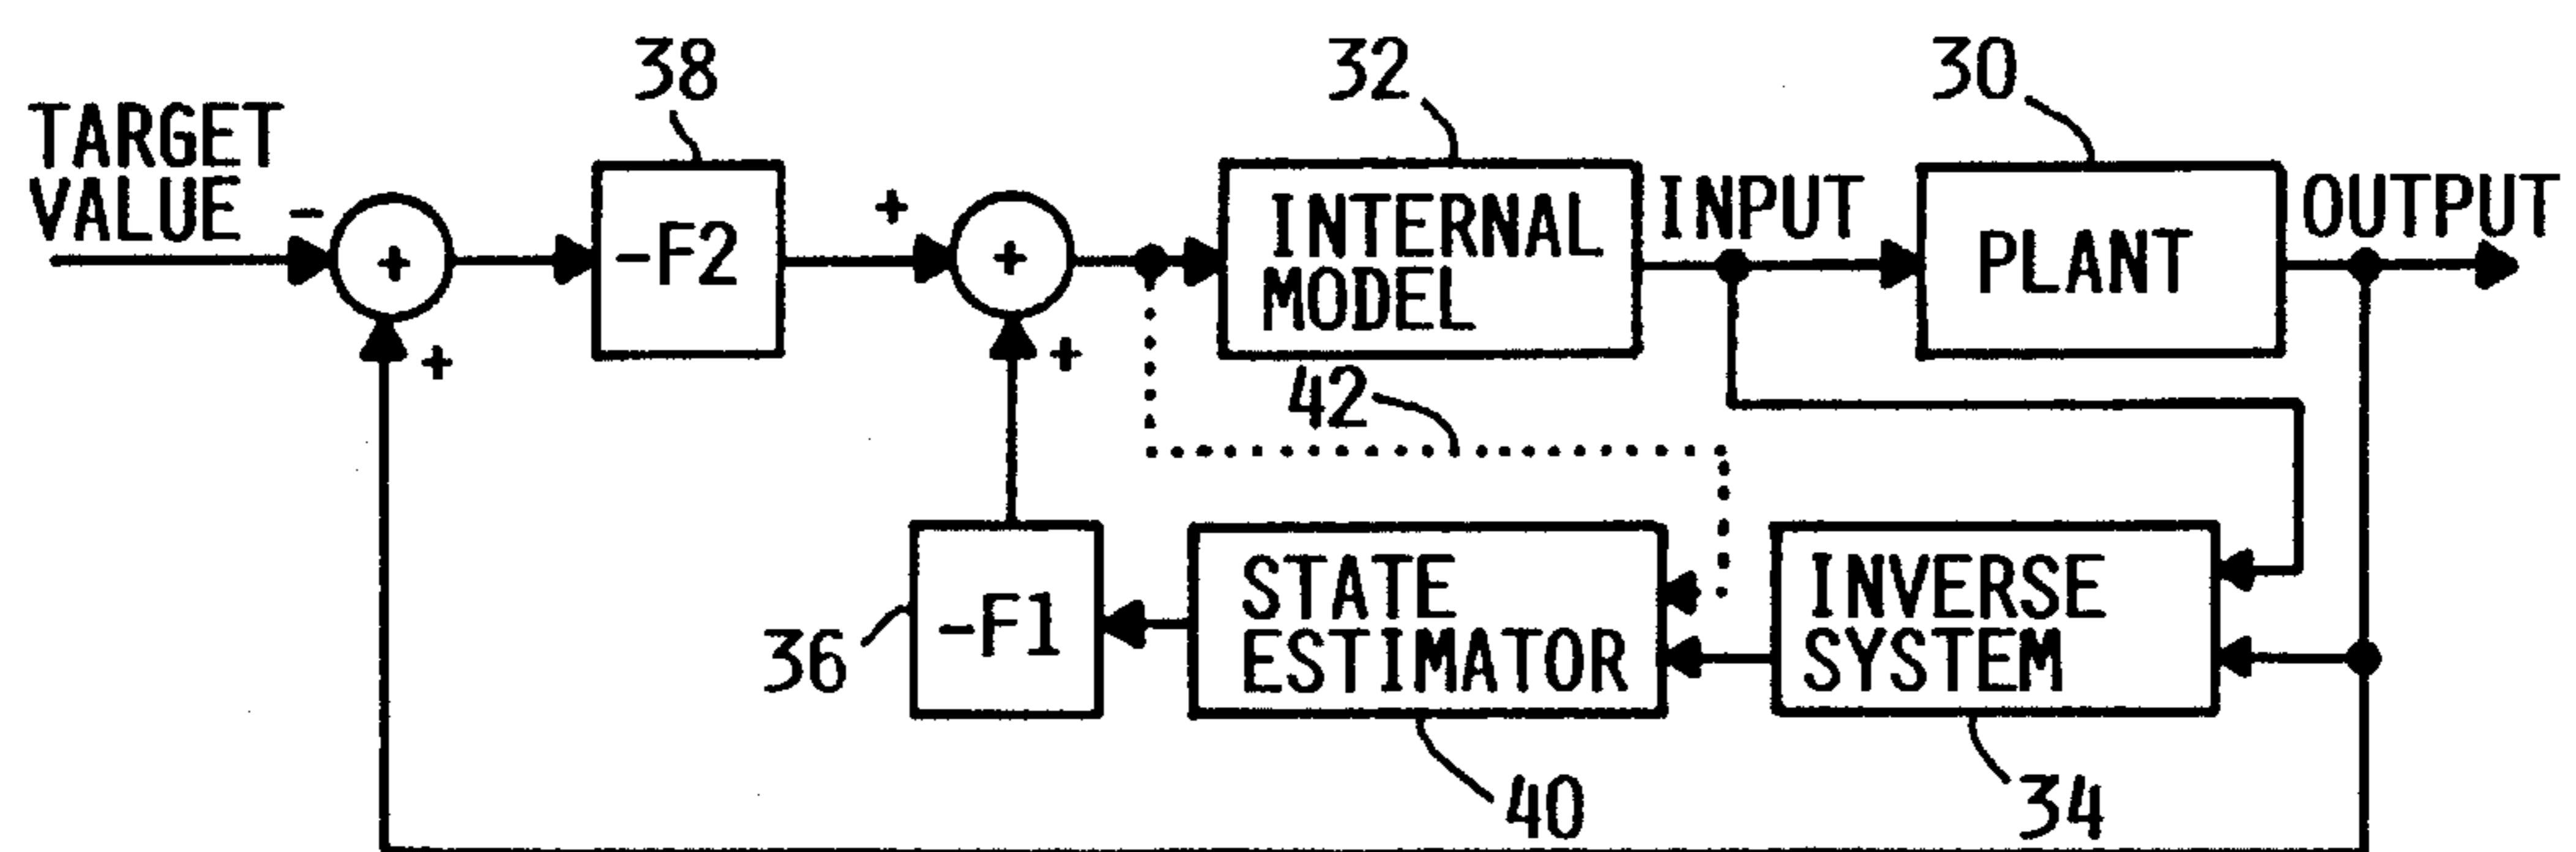 38
32
30
TARGET
VALUE
-
+
-F2
+
+
INTERNAL
MODEL
INPUT
PLANT
OUTPUT
+
+
42
36
-F1
STATE
ESTIMATOR
INVERSE
SYSTEM
40
34